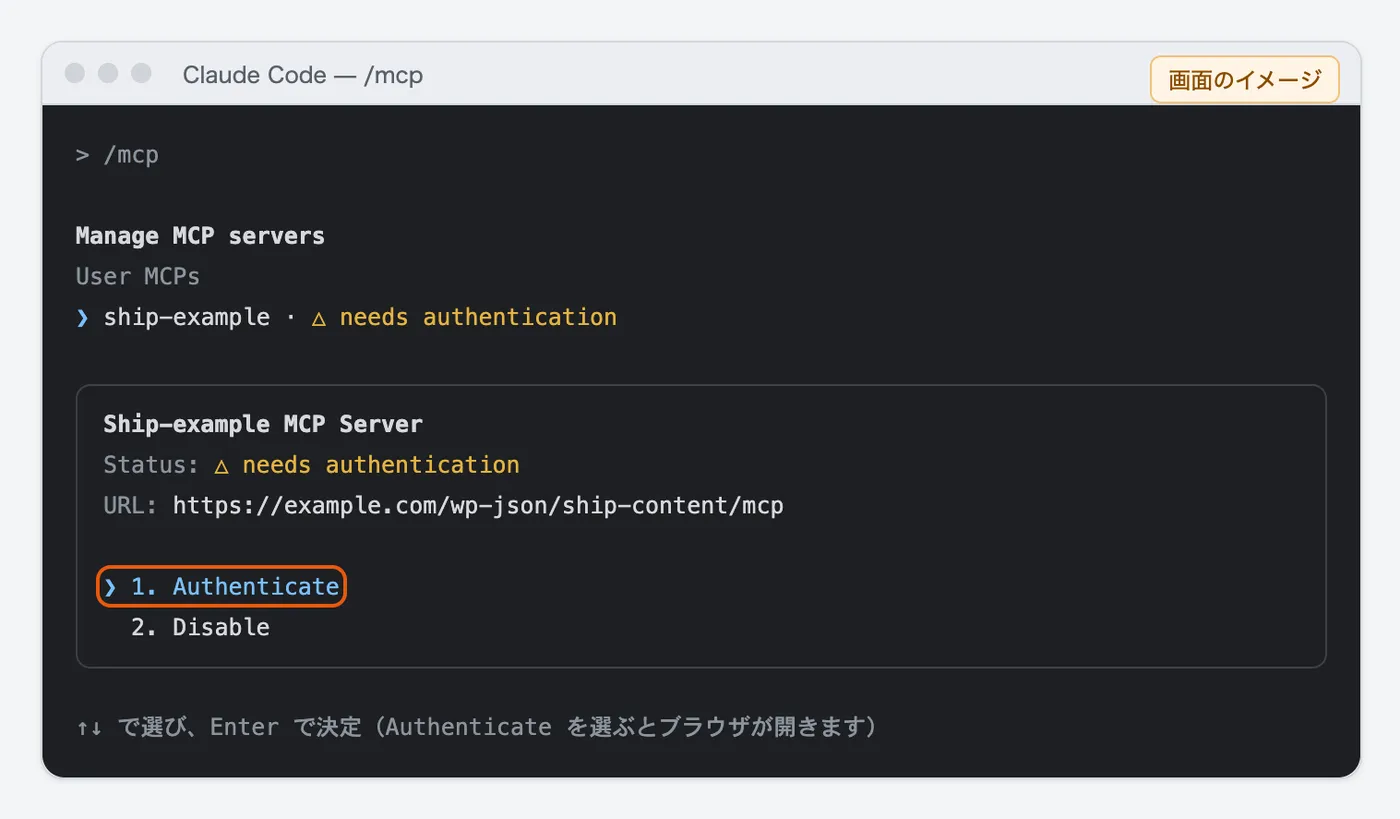 Claude Code — /mcp
画面のイメージ
> /mcp
Manage MCP servers
User MCPs
❯ ship-example · △ needs authentication
Ship-example MCP Server
Status: △ needs authentication
URL: https://example.com/wp-json/ship-content/mcp
❯ 1. Authenticate
2. Disable
↑↓ で選び、Enter で決定（Authenticate を選ぶとブラウザが開きます）